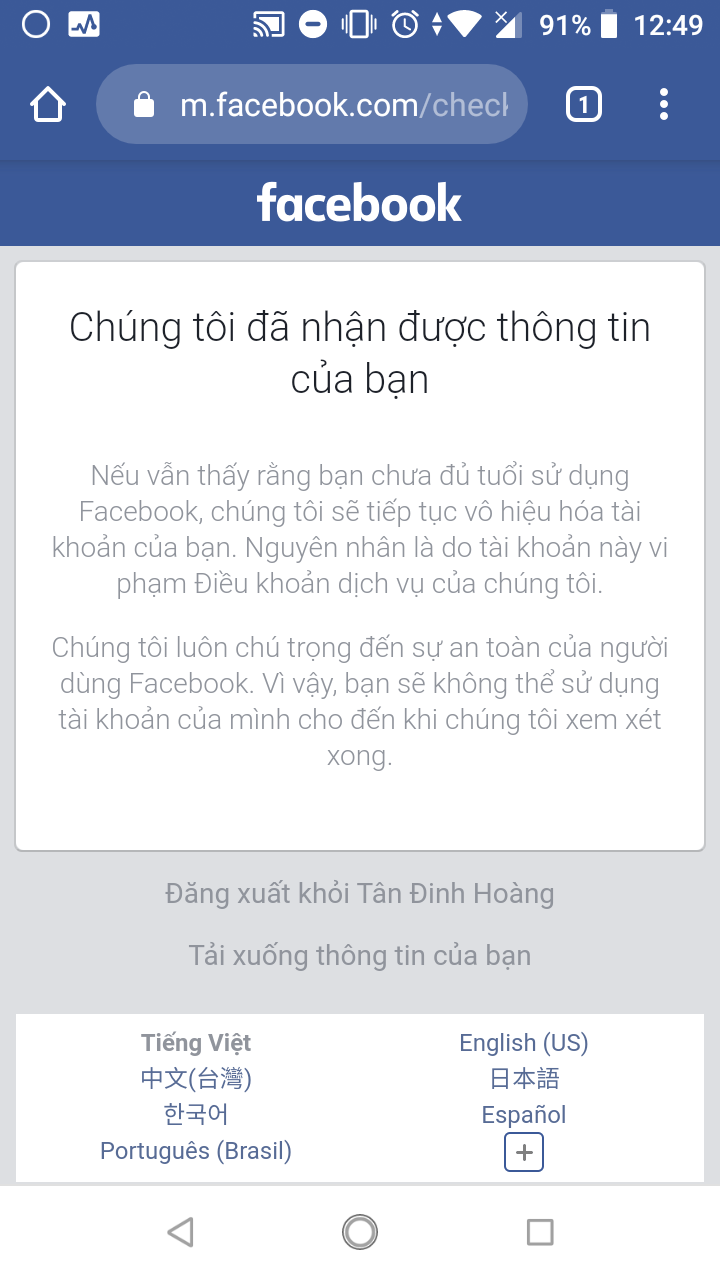 91% 12:49
m.facebook.com/check
1
facebook
Chúng tôi đã nhận được thông tin
của bạn
Nếu vẫn thấy rằng bạn chưa đủ tuổi sử dụng
Facebook, chúng tôi sẽ tiếp tục vô hiệu hóa tài
khoản của bạn. Nguyên nhân là do tài khoản này vi
phạm Điều khoản dịch vụ của chúng tôi.
Chúng tôi luôn chú trọng đến sự an toàn của người
dùng Facebook. Vì vậy, bạn sẽ không thể sử dụng
tài khoản của mình cho đến khi chúng tôi xem xét
xong.
Đăng xuất khỏi Tân Đinh Hoàng
Tải xuống thông tin của bạn
Tiếng Việt English (US)
中文(台灣) 日本語
한국어 Español
Português (Brasil) +